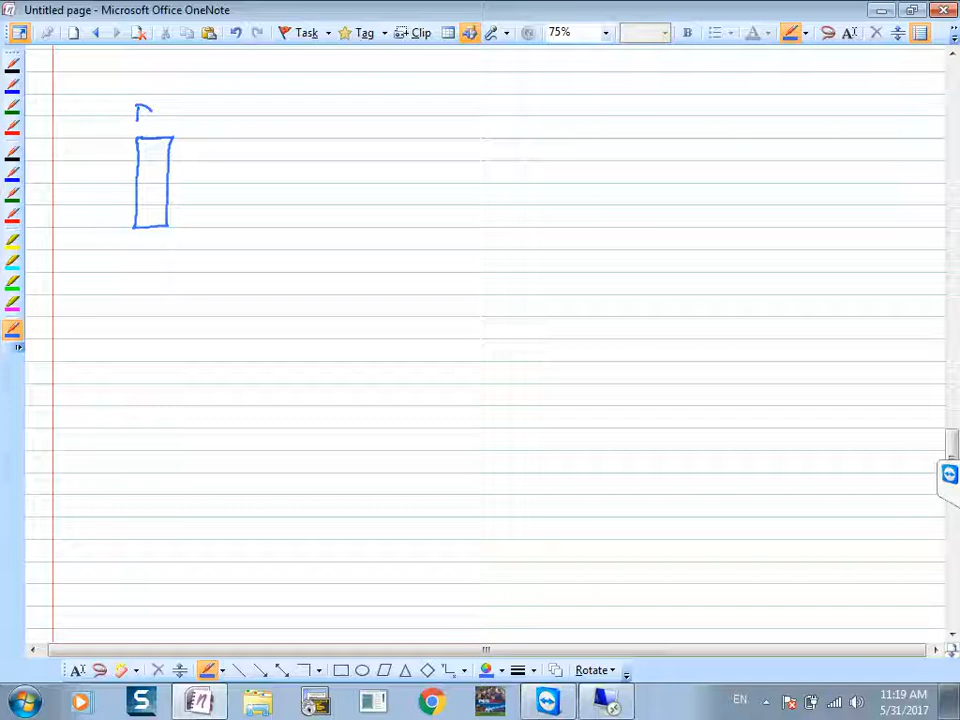 Untitled page - Microsoft Office OneNote
Task Tag Clip 75% B A
Rotate
EN 11:19 AM
5/31/2017